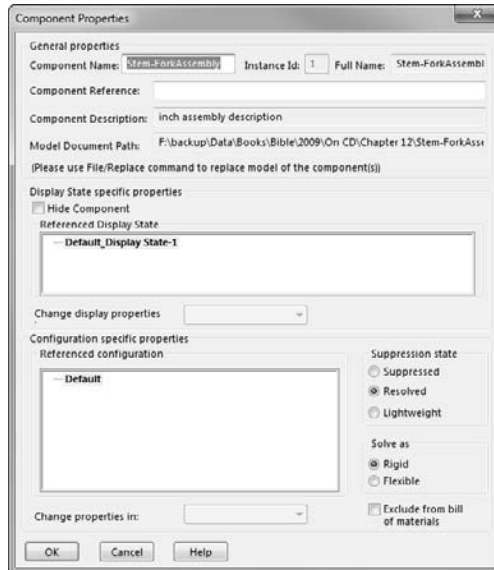 Component Properties
General properties
Component Name: Stem-ForkAssembly Instance Id: 1 Full Name: Stem-ForkAssembl
Component Reference:
Component Description: inch assembly description
Model Document Path: F:\backup\Data\Books\Bible\2009\On CD\Chapter 12\Stem-ForkAsse
(Please use File/Replace command to replace model of the component(s))
Display State specific properties
Hide Component
Referenced Display State
Default_Display State-1
Change display properties
Configuration specific properties
Referenced configuration
Default
Suppression state
Suppressed
Resolved
Lightweight
Solve as
Rigid
Flexible
Change properties in:
Exclude from bill
of materials
OK Cancel Help